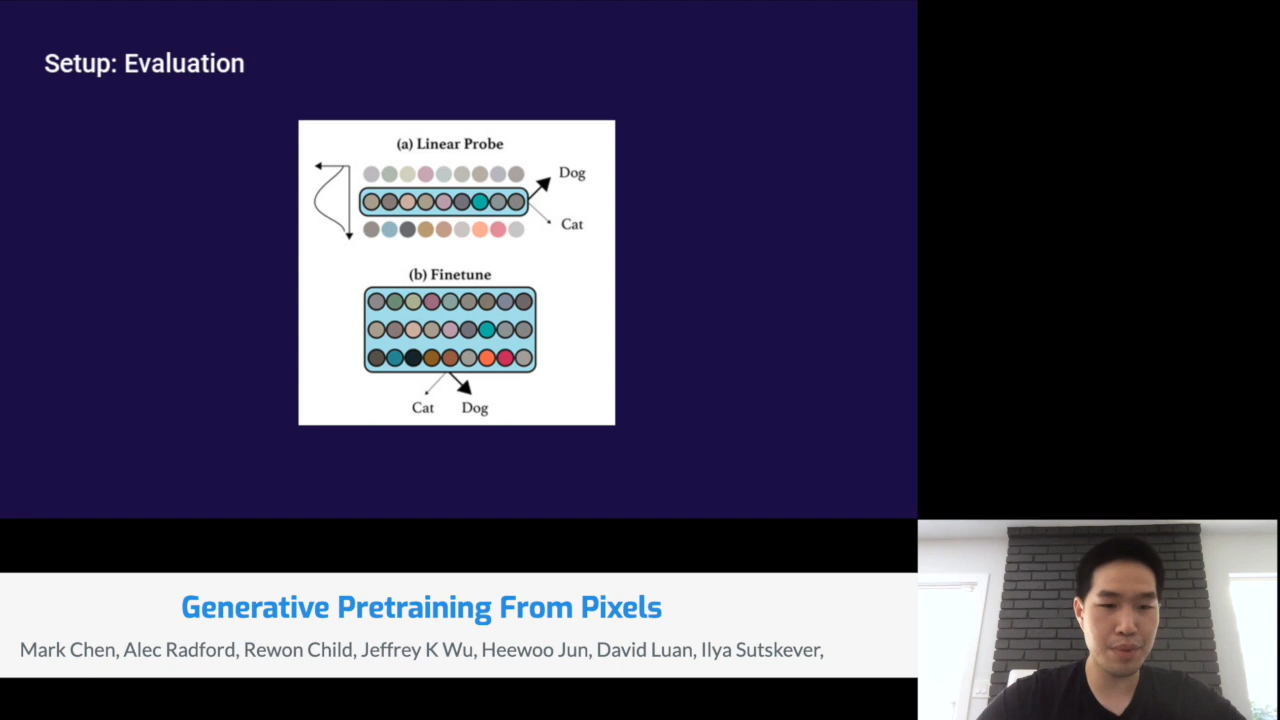 Setup: Evaluation
(a) Linear Probe
Dog
Cat
(b) Finetune
Cat Dog
Generative Pretraining From Pixels
Mark Chen, Alec Radford, Rewon Child, Jeffrey K Wu, Heewoo Jun, David Luan, Ilya Sutskever,